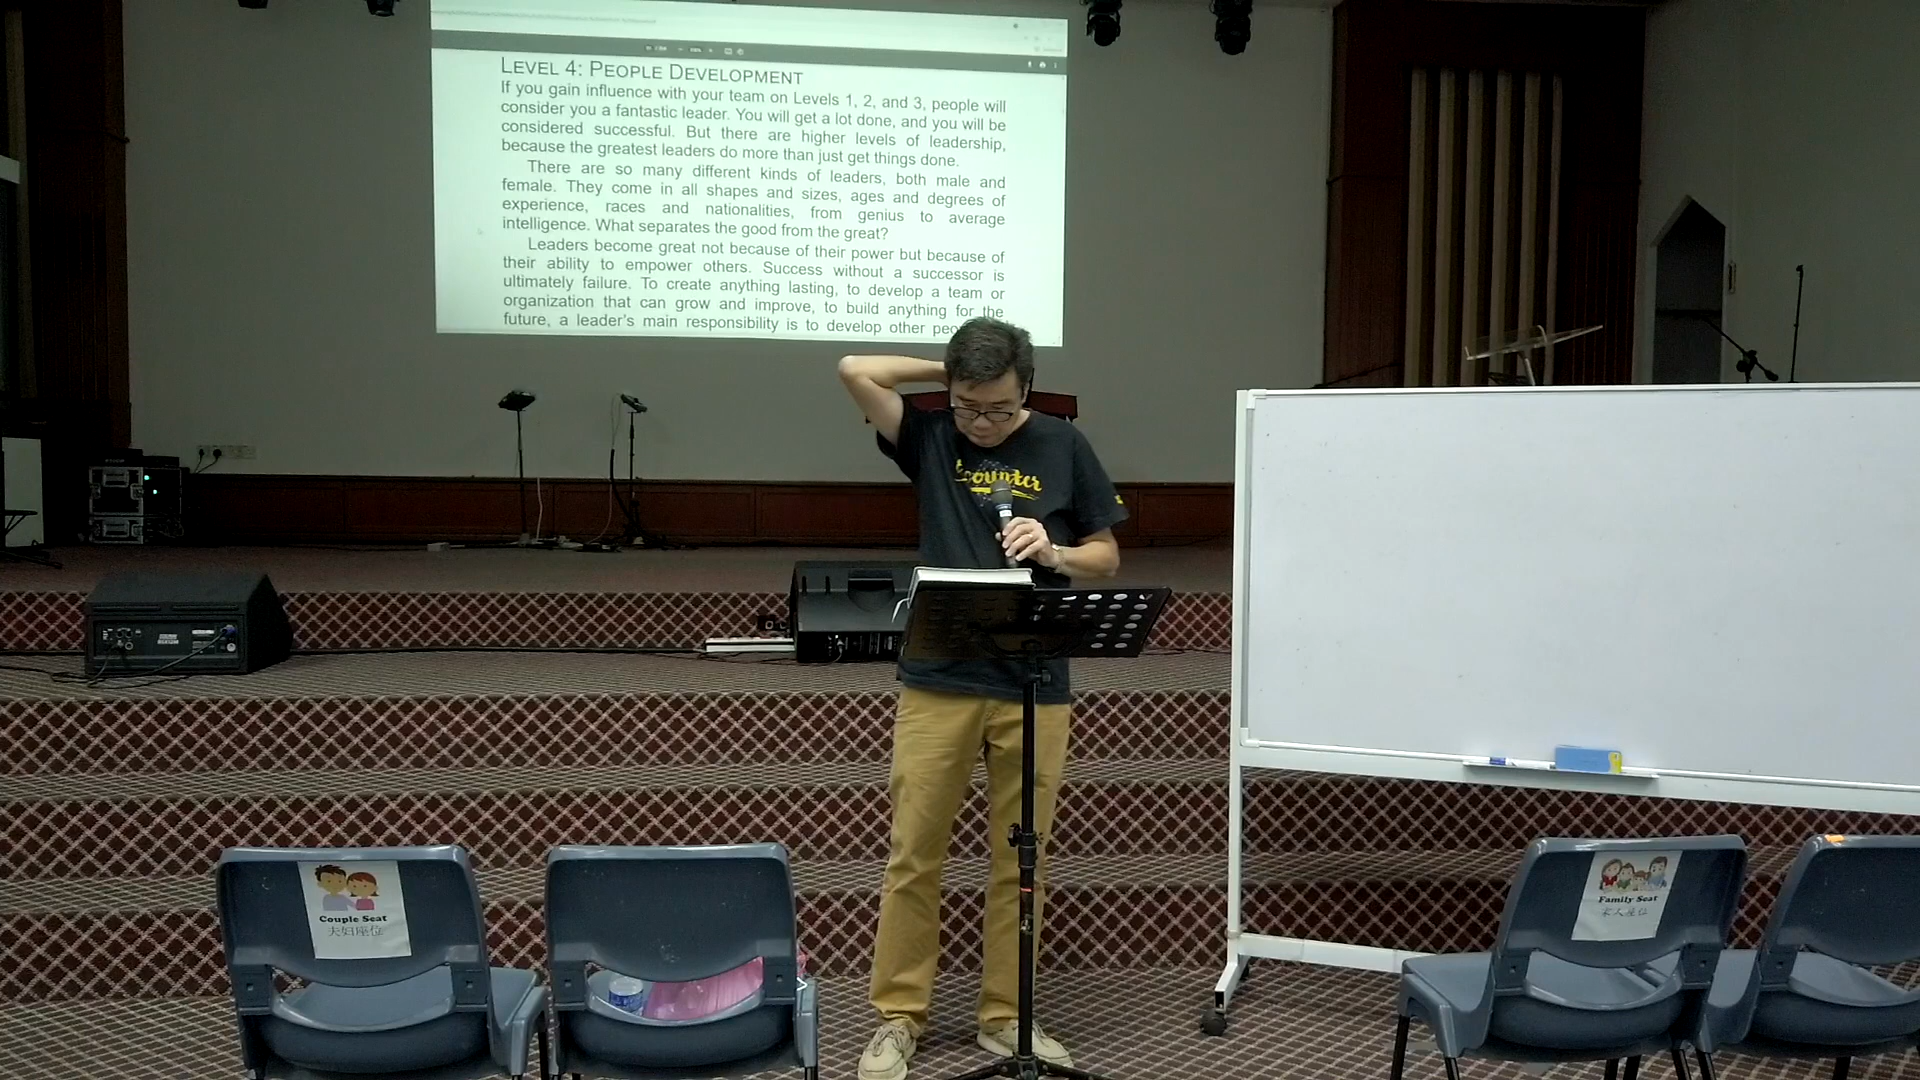 LEVEL 4: PEOPLE DEVELOPMENT
If you gain influence with your team on Levels 1, 2, and 3, people will
consider you a fantastic leader. You will get a lot done, and you will be
considered successful. But there are higher levels of leadership,
because the greatest leaders do more than just get things done.
There are so many different kinds of leaders, both male and
female. They come in all shapes and sizes, ages and degrees of
experience, races and nationalities, from genius to average
intelligence. What separates the good from the great?
Leaders become great not because of their power but because of
their ability to empower others. Success without a successor is
ultimately failure. To create anything lasting, to develop a team or
organization that can grow and improve, to build anything for the
future, a leader's main responsibility is to develop other
Couple Seat
夫妇座位
Family Seat
家人座位